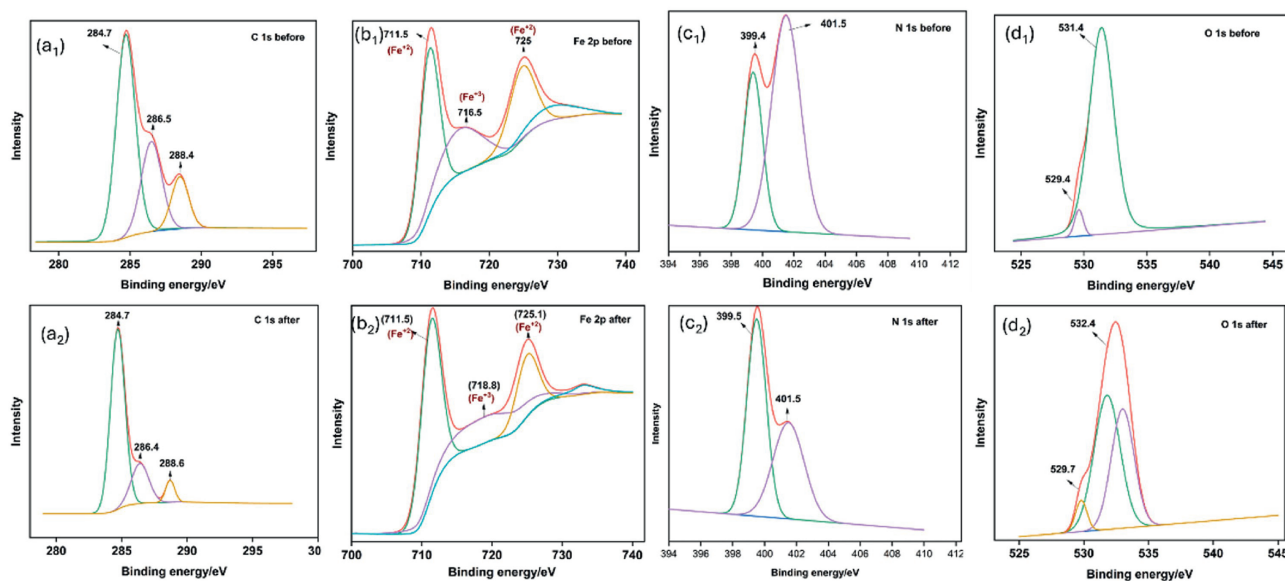 (a1)
C 1s before
284.7
286.5
288.4
Intensity
280 285 290 295
Binding energy/eV
(b1)
Fe 2p before
711.5
(Fe+2)
(Fe+3)
716.5
(Fe+2)
725
Intensity
700 710 720 730 740
Binding energy/eV
(c1)
N 1s before
399.4
401.5
Intensity
394 396 398 400 402 404 406 408 410 412
Binding energy/eV
(d1)
O 1s before
531.4
529.4
Intensity
525 530 535 540 545
Binding energy/eV
(a2)
C 1s after
284.7
286.4
288.6
Intensity
280 285 290 295 30
Binding energy/eV
(b2)
Fe 2p after
(711.5)
(Fe+2)
(718.8)
(Fe+3)
(725.1)
(Fe+2)
Intensity
700 710 720 730 740
Binding energy/eV
(c2)
N 1s after
399.5
401.5
Intensity
394 396 398 400 402 404 406 408 410 412
Binding energy/eV
(d2)
O 1s after
532.4
529.7
Intensity
525 530 535 540 545
Binding energy/eV